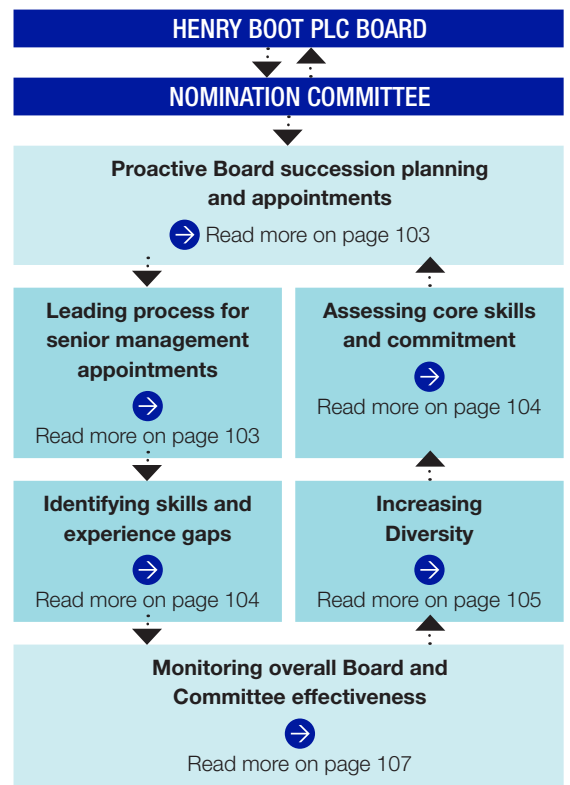 HENRY BOOT PLC BOARD
NOMINATION COMMITTEE
Proactive Board succession planning
and appointments
Read more on page 103
Leading process for
senior management
appointments
Read more on page 103
Assessing core skills
and commitment
Read more on page 104
Identifying skills and
experience gaps
Read more on page 104
Increasing
Diversity
Read more on page 105
Monitoring overall Board and
Committee effectiveness
Read more on page 107